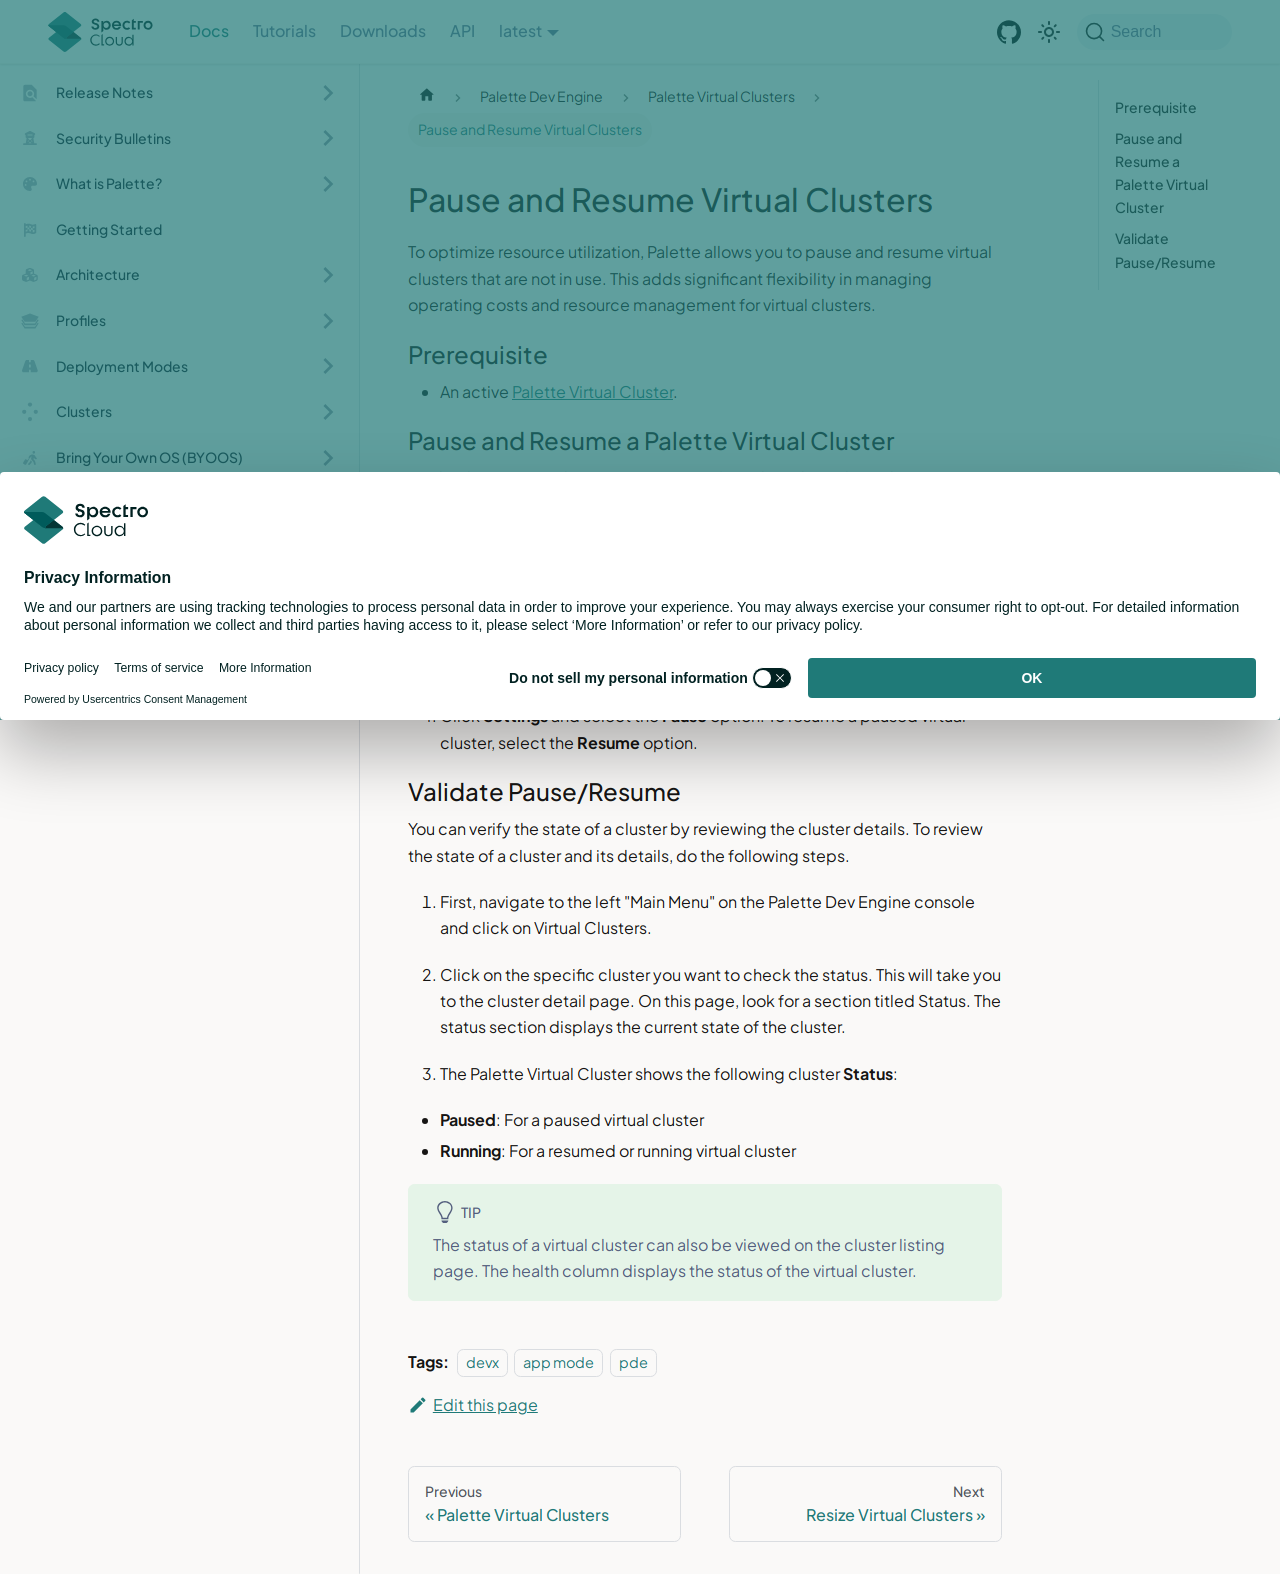 Spectro Cloud
Docs
Tutorials
Downloads
API
latest
Search
Release Notes
Security Bulletins
What is Palette?
Getting Started
Architecture
Profiles
Deployment Modes
Clusters
Bring Your Own OS (BYOOS)
Palette Dev Engine
Palette Virtual Clusters
Pause and Resume Virtual Clusters
Pause and Resume Virtual Clusters
To optimize resource utilization, Palette allows you to pause and resume virtual
clusters that are not in use. This adds significant flexibility in managing
operating costs and resource management for virtual clusters.
Prerequisite
• An active Palette Virtual Cluster.
Pause and Resume a Palette Virtual Cluster
Prerequisite
Pause and
Resume a
Palette Virtual
Cluster
Validate
Pause/Resume
Spectro Cloud
Privacy Information
We and our partners are using tracking technologies to process personal data in order to improve your experience. You may always exercise your consumer right to opt-out. For detailed information
about personal information we collect and third parties having access to it, please select ‘More Information’ or refer to our privacy policy.
Privacy policy
Terms of service
More Information
Powered by Usercentrics Consent Management
Do not sell my personal information
OK
Click Settings and select the Pause option. To resume a paused virtual
cluster, select the Resume option.
Validate Pause/Resume
You can verify the state of a cluster by reviewing the cluster details. To review
the state of a cluster and its details, do the following steps.
1. First, navigate to the left "Main Menu" on the Palette Dev Engine console
and click on Virtual Clusters.
2. Click on the specific cluster you want to check the status. This will take you
to the cluster detail page. On this page, look for a section titled Status. The
status section displays the current state of the cluster.
3. The Palette Virtual Cluster shows the following cluster Status:
• Paused: For a paused virtual cluster
• Running: For a resumed or running virtual cluster
TIP
The status of a virtual cluster can also be viewed on the cluster listing
page. The health column displays the status of the virtual cluster.
Tags: devx app mode pde
Edit this page
Previous
« Palette Virtual Clusters
Next
Resize Virtual Clusters »